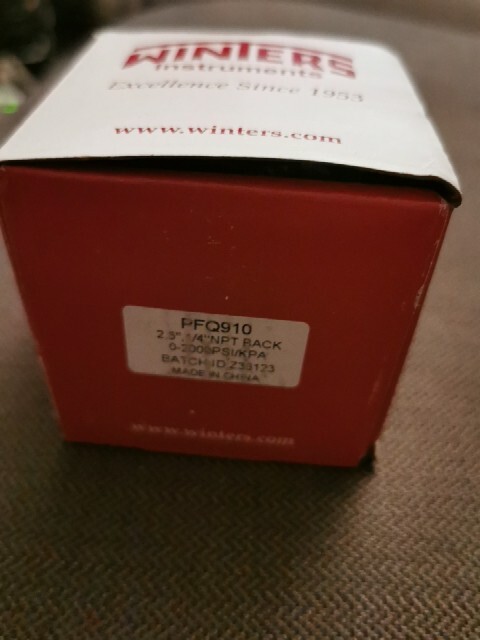 WINTERS
Instruments
Excellence Since 1953
www.winters.com
PFQ910
2.5" 1/4"NPT BACK
0-2000PSI/KPA
BATCH ID
MADE IN CHINA
www.winters.com